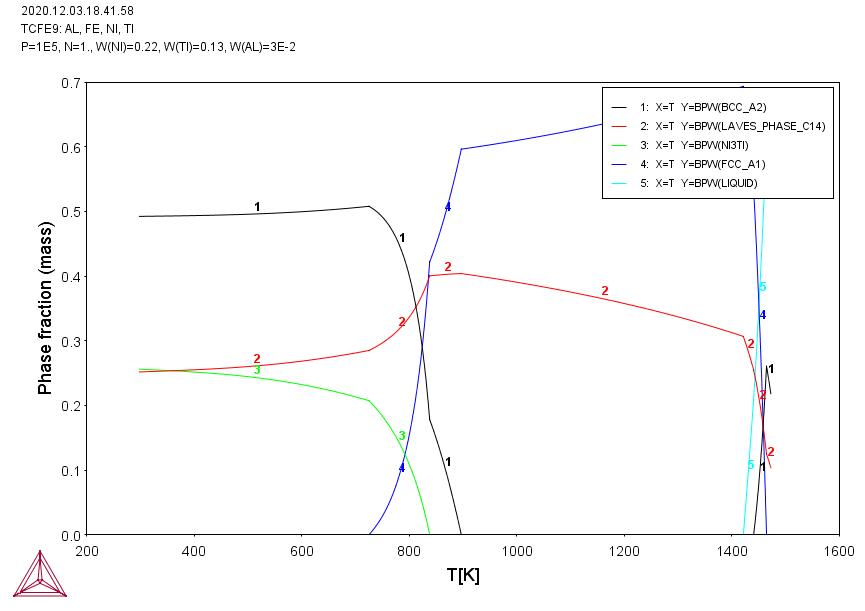 2020.12.03.18.41.58
TCFE9: AL, FE, NI, TI
P=1E5, N=1., W(NI)=0.22, W(TI)=0.13, W(AL)=3E-2
1: X=T Y=BPW(BCC_A2)
2: X=T Y=BPW(LAVES_PHASE_C14)
3: X=T Y=BPW(NI3TI)
4: X=T Y=BPW(FCC_A1)
5: X=T Y=BPW(LIQUID)
Phase fraction (mass)
0.7
0.6
0.5
0.4
0.3
0.2
0.1
0.0
1
1
4
2
2
2
3
2
3
4
1
5
4
2
1
2
2
5
1
200 400 600 800 1000 1200 1400 1600
T[K]